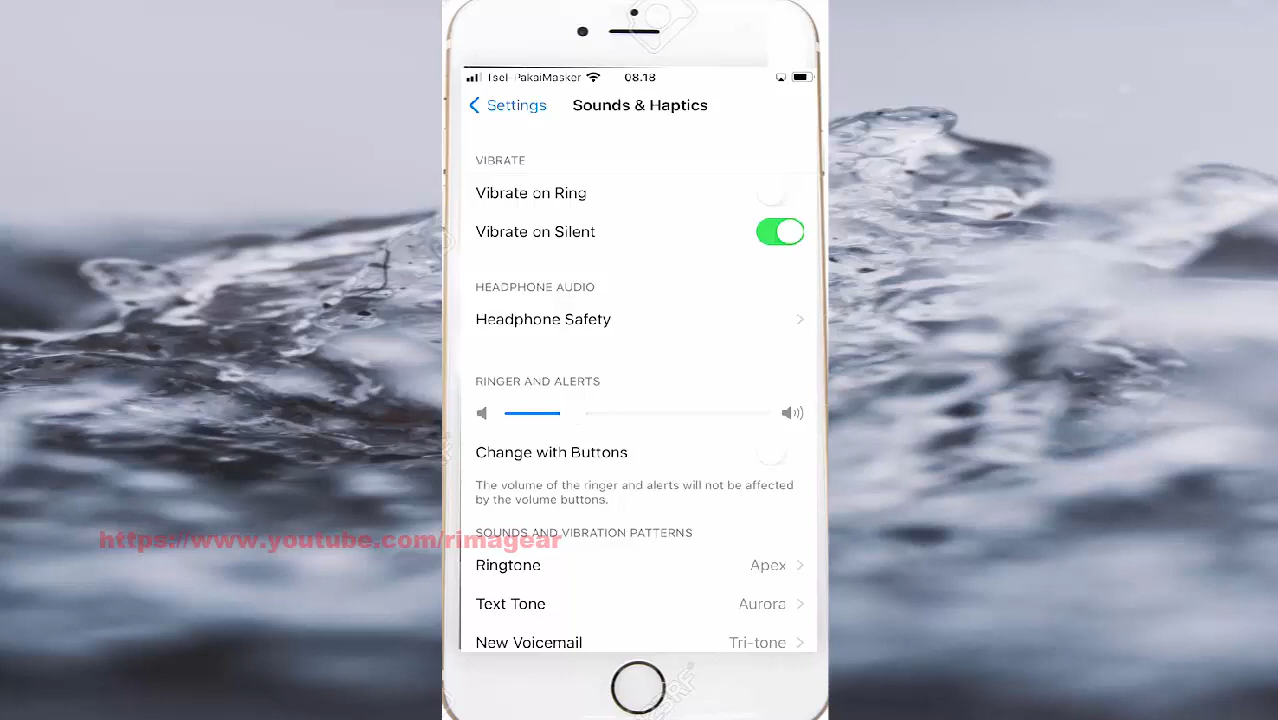 Tsel-PakaiMasker 08.18
Settings Sounds & Haptics
VIBRATE
Vibrate on Ring
Vibrate on Silent
HEADPHONE AUDIO
Headphone Safety
RINGER AND ALERTS
Change with Buttons
The volume of the ringer and alerts will not be affected
by the volume buttons.
SOUNDS AND VIBRATION PATTERNS
https://www.youtube.com/rimagear
Ringtone Apex
Text Tone Aurora
New Voicemail Tri-tone